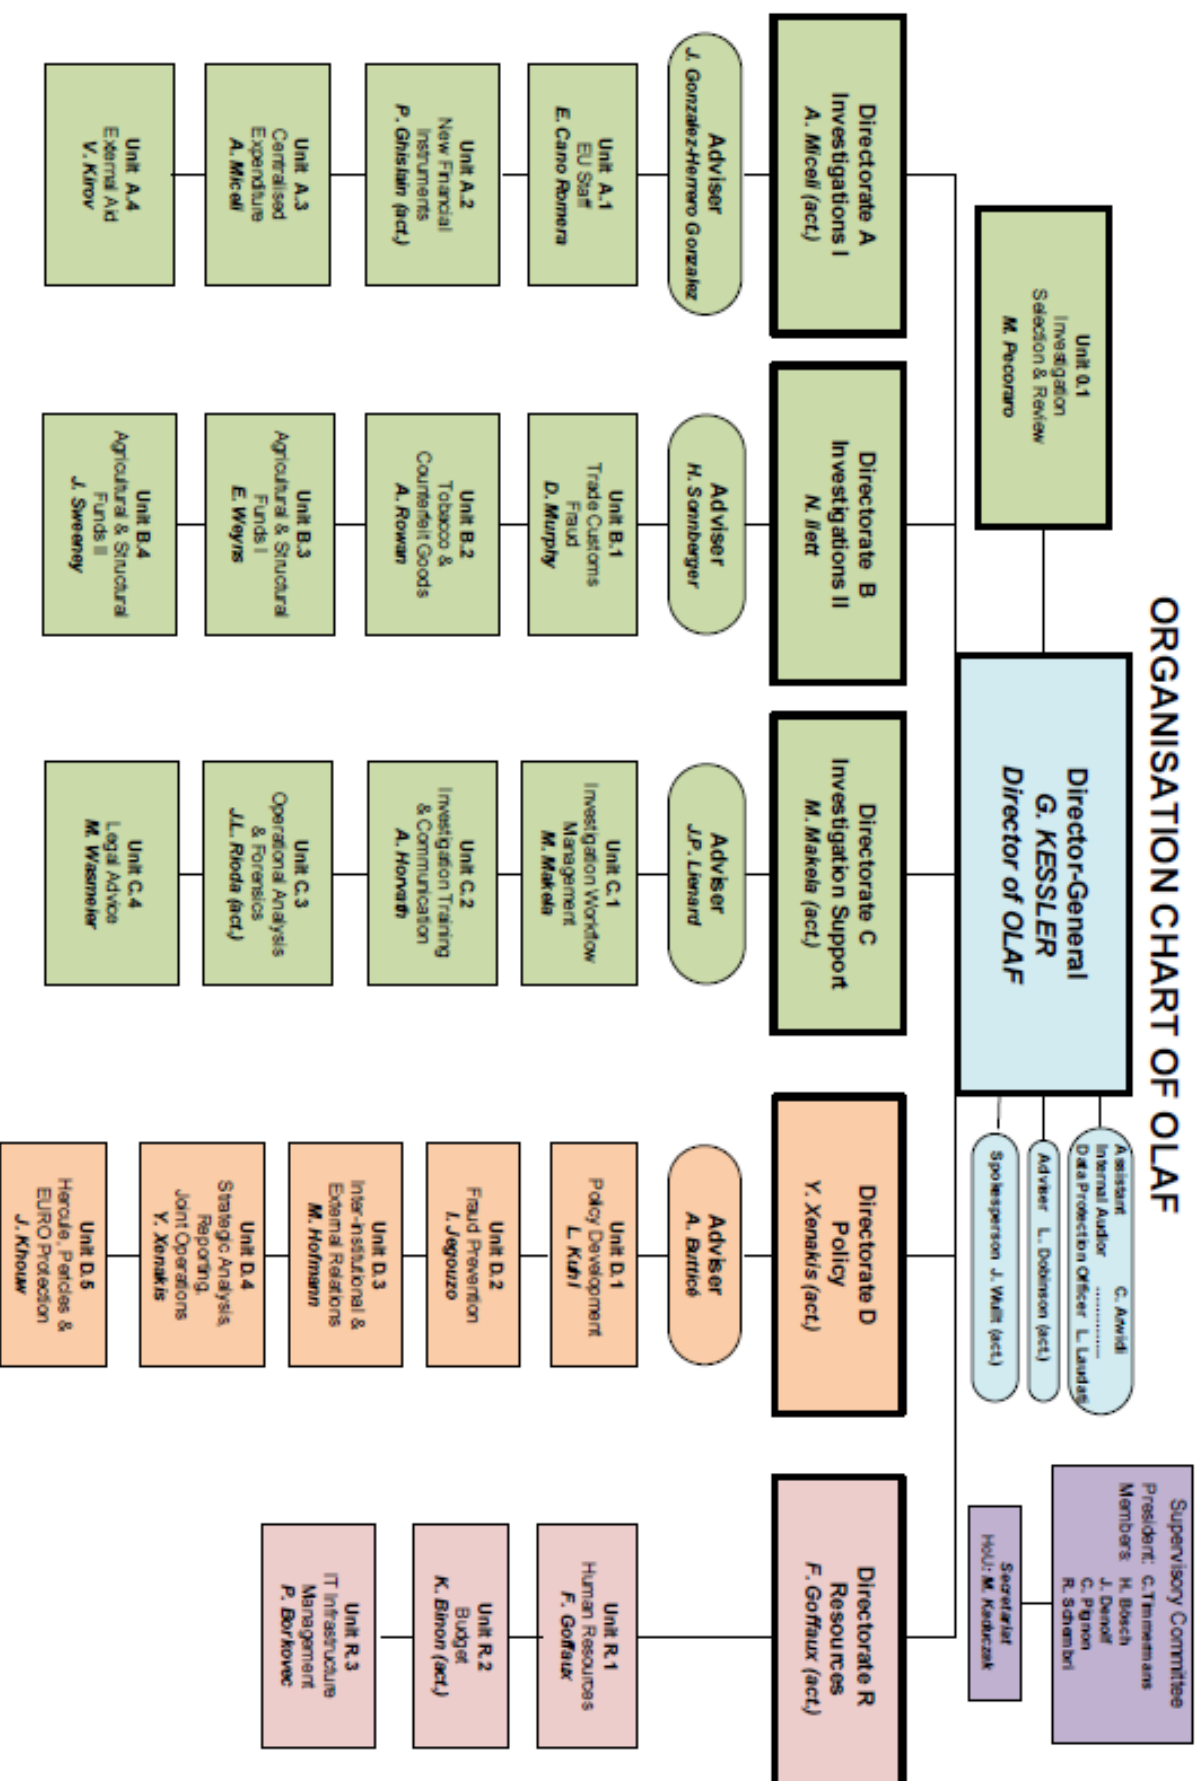 ORGANISATION CHART OF OLAF
Director-General
G. KESSLER
Director of OLAF
Assistant C. Arwidi
Internal Audior ............
Data Protection Officer L. Laudati
Adviser L. Dobinson (act.)
Spokesperson J. Wullt (act.)
Supervisory Committee
President: C. Timmermans
Members: H. Bösch
J. Denolf
C. Pignon
R. Schembri
Secretariat
HoU: M. Kaduczak
Unit 0.1
Investigation
Selection & Review
M. Pecoraro
Directorate A
Investigations I
A. Miceli (act.)
Adviser
J. Gonzalez-Herrero Gonzalez
Unit A.1
EU Staff
E. Cano Romera
Unit A.2
New Financial
Instruments
P. Ghislain (act.)
Unit A.3
Centralised
Expenditure
A. Miceli
Unit A.4
External Aid
V. Kirov
Directorate B
Investigations II
N. Ilett
Adviser
H. Sonnberger
Unit B.1
Trade Customs
Fraud
D. Murphy
Unit B.2
Tobacco &
Counterfeit Goods
A. Rowan
Unit B.3
Agricultural & Structural
Funds I
E. Weyns
Unit B.4
Agricultural & Structural
Funds II
J. Sweeney
Directorate C
Investigation Support
M. Makela (act.)
Adviser
J.P. Lienard
Unit C.1
Investigation Workflow
Management
M. Makela
Unit C.2
Investigation Training
& Communication
A. Horvath
Unit C.3
Operational Analysis
& Forensics
J.L. Rioda (act.)
Unit C.4
Legal Advice
M. Wasmeier
Directorate D
Policy
Y. Xenakis (act.)
Adviser
A. Butticé
Unit D.1
Policy Development
L. Kuhl
Unit D.2
Fraud Prevention
I. Jegouzo
Unit D.3
Inter-institutional &
External Relations
M. Hofmann
Unit D.4
Strategic Analysis,
Reporting,
Joint Operations
Y. Xenakis
Unit D.5
Hercule, Pericles &
EURO Protection
J. Khouw
Directorate R
Resources
F. Goffaux (act.)
Unit R.1
Human Resources
F. Goffaux
Unit R.2
Budget
K. Binon (act.)
Unit R.3
IT Infrastructure
Management
P. Borkovec